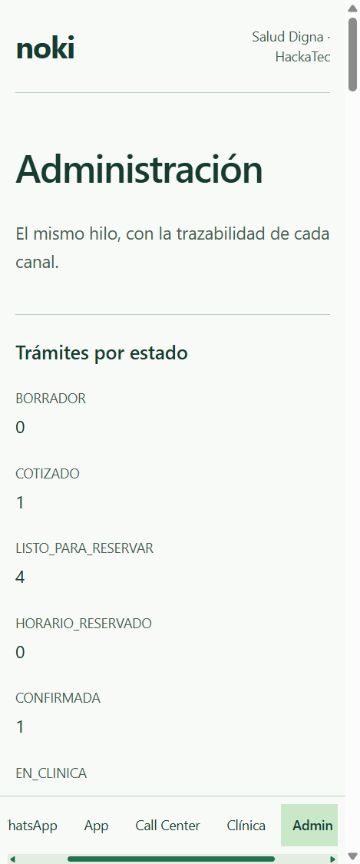 noki
Salud Digna ·
HackaTec
Administración
El mismo hilo, con la trazabilidad de cada
canal.
Trámites por estado
BORRADOR
0
COTIZADO
1
LISTO_PARA_RESERVAR
4
HORARIO_RESERVADO
0
CONFIRMADA
1
EN_CLINICA
hatsApp App Call Center Clínica Admin